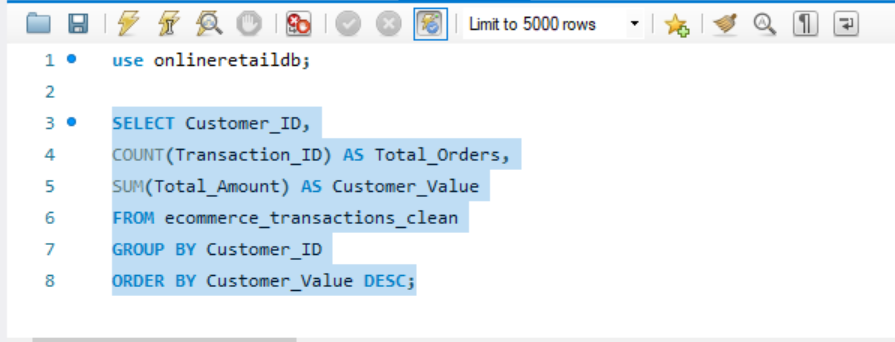 Limit to 5000 rows
1 use onlineretaildb;
2
3 SELECT Customer_ID,
4 COUNT(Transaction_ID) AS Total_Orders,
5 SUM(Total_Amount) AS Customer_Value
6 FROM ecommerce_transactions_clean
7 GROUP BY Customer_ID
8 ORDER BY Customer_Value DESC;